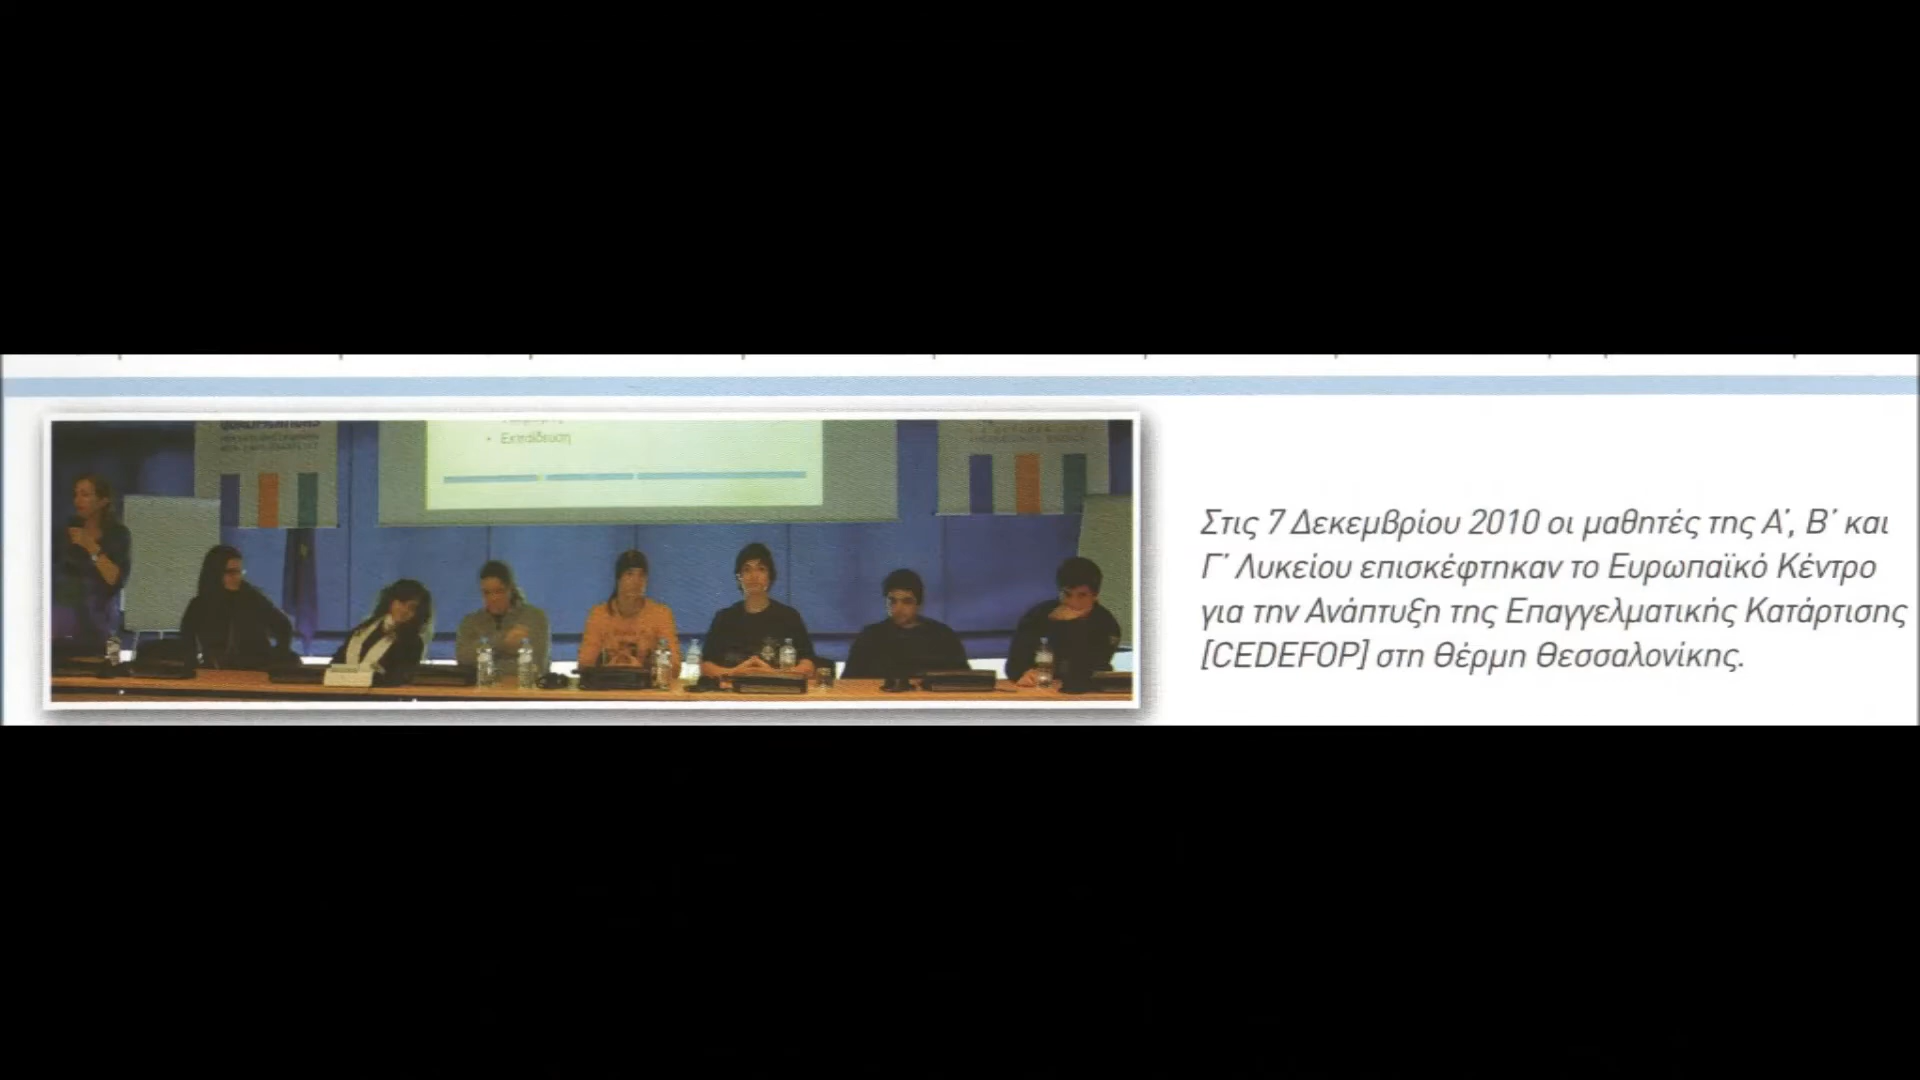 • Εκπαίδευση
Στις 7 Δεκεμβρίου 2010 οι μαθητές της Α΄, Β΄ και
Γ΄ Λυκείου επισκέφτηκαν το Ευρωπαϊκό Κέντρο
για την Ανάπτυξη της Επαγγελματικής Κατάρτισης
[CEDEFOP] στη Θέρμη Θεσσαλονίκης.